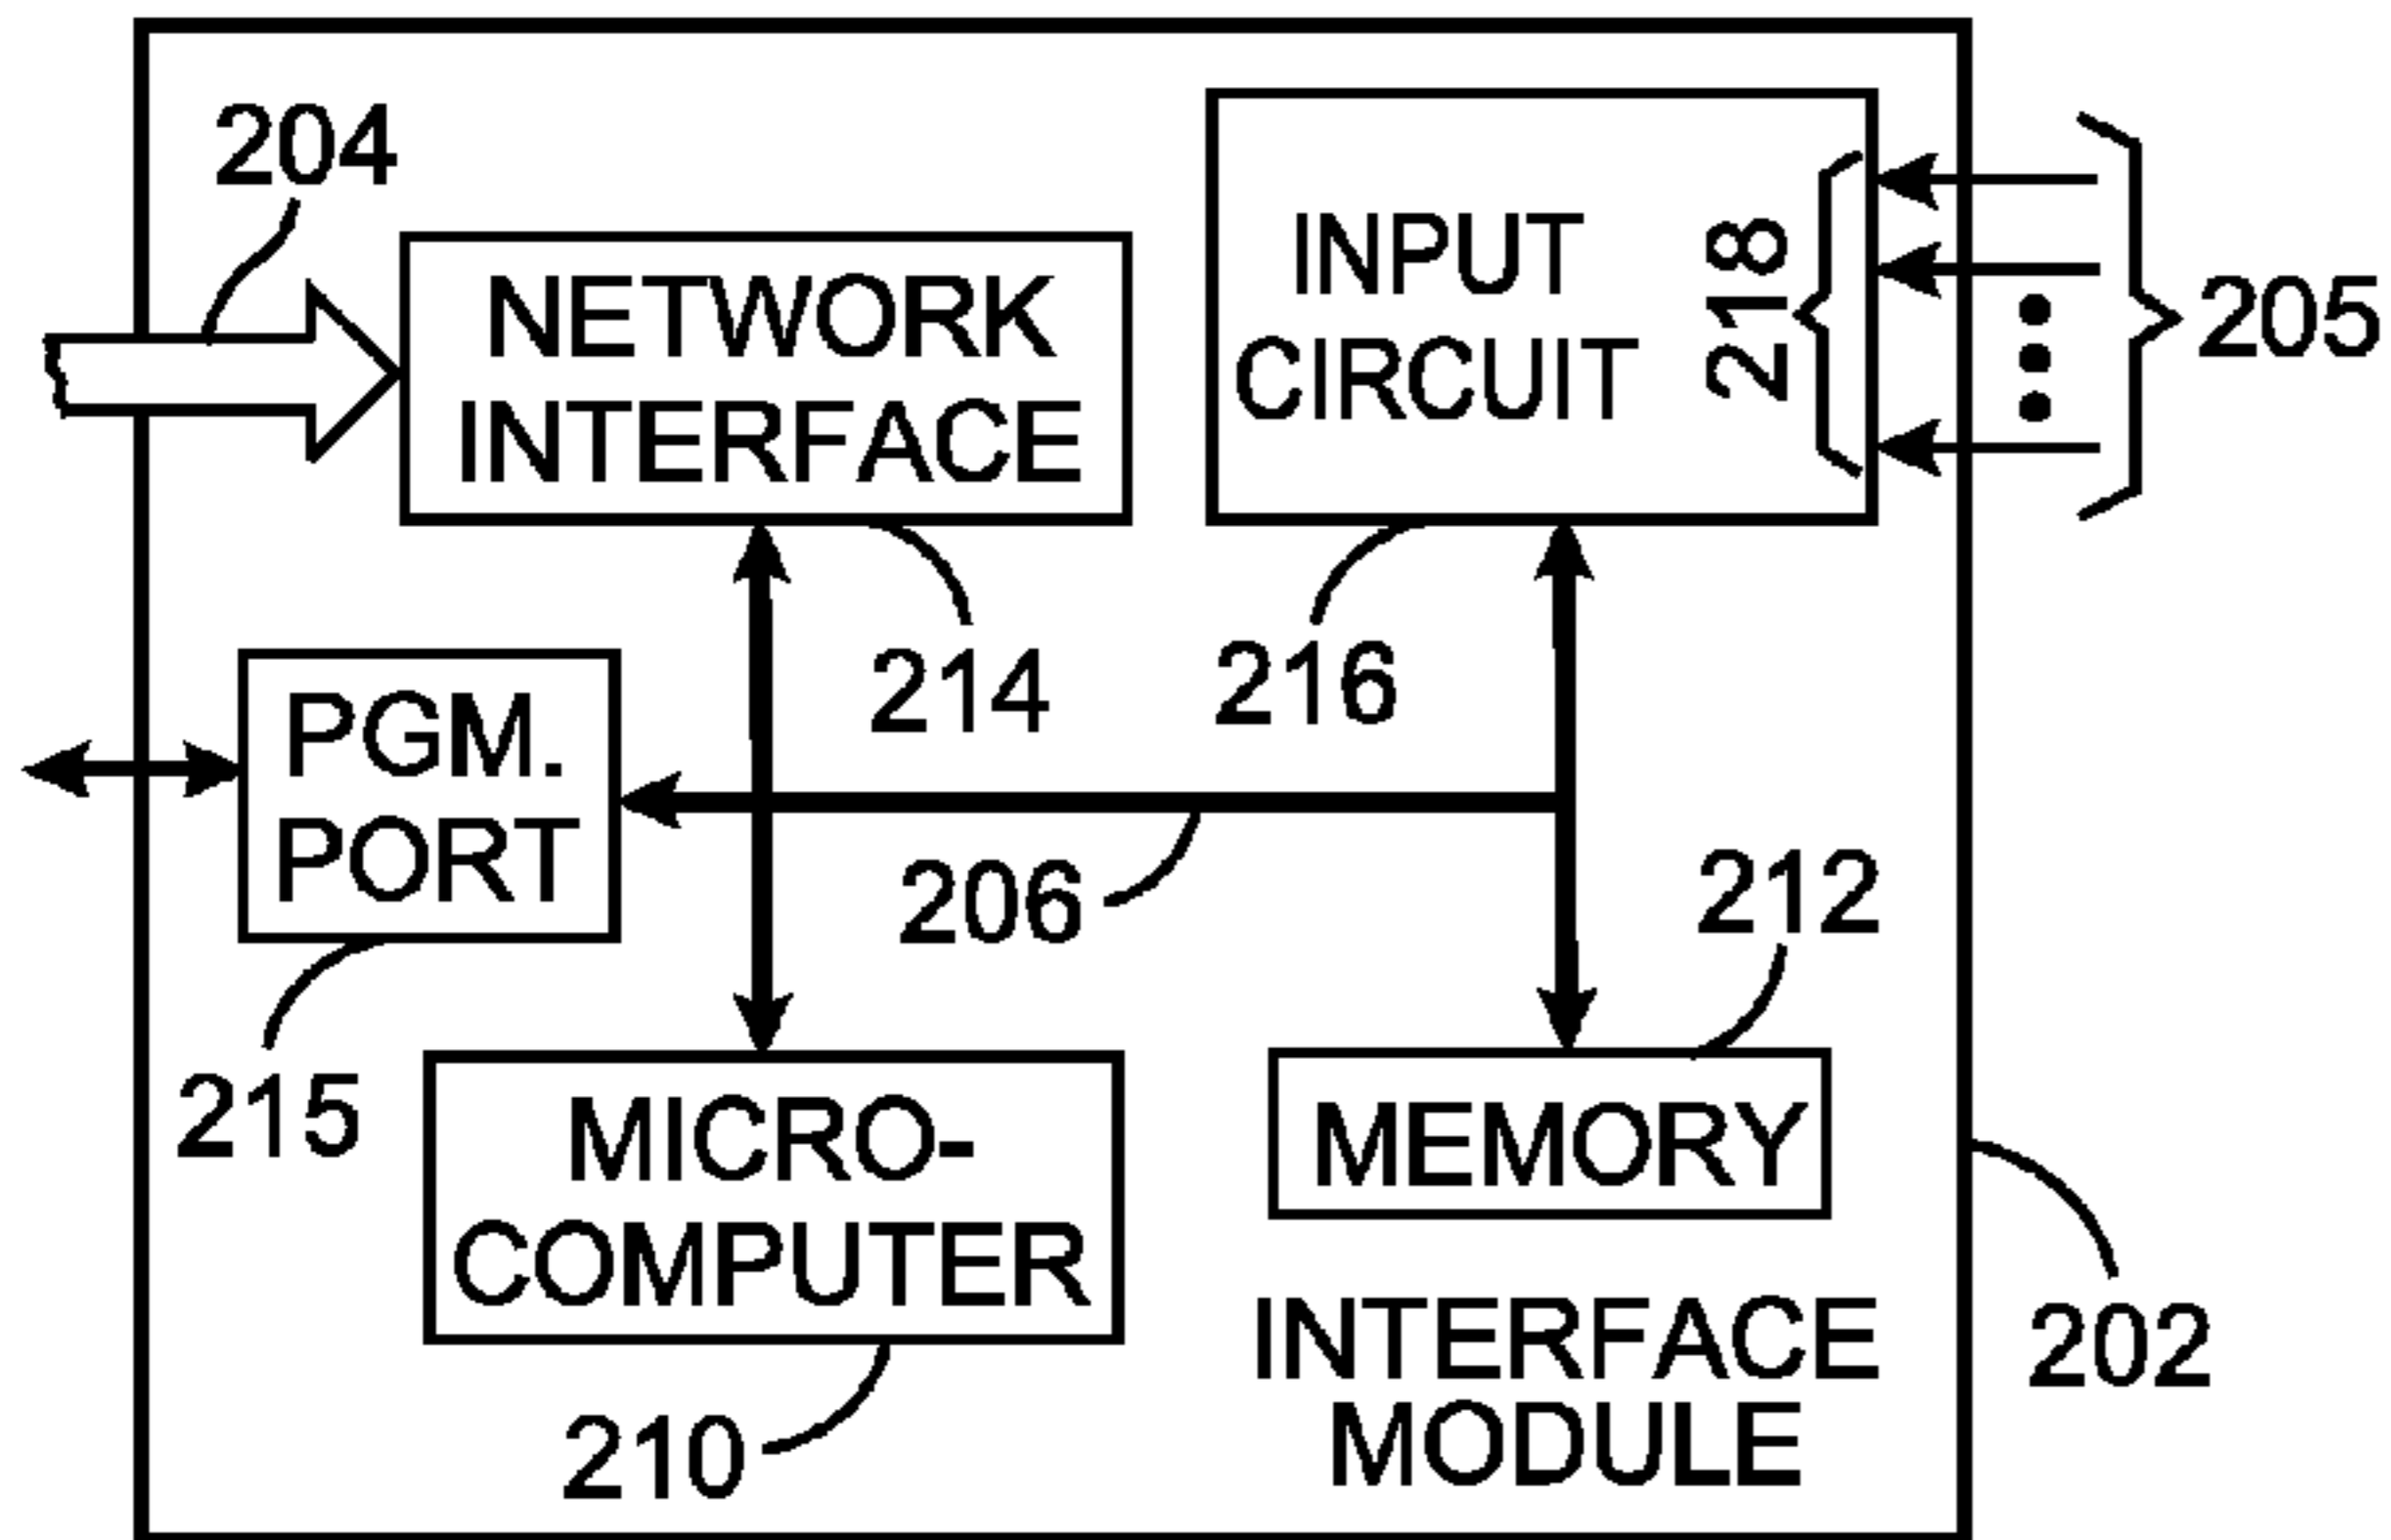 204
NETWORK
INTERFACE
INPUT
CIRCUIT
218
205
214
216
PGM.
PORT
206
212
215
MICRO-
COMPUTER
MEMORY
210
INTERFACE
MODULE
202